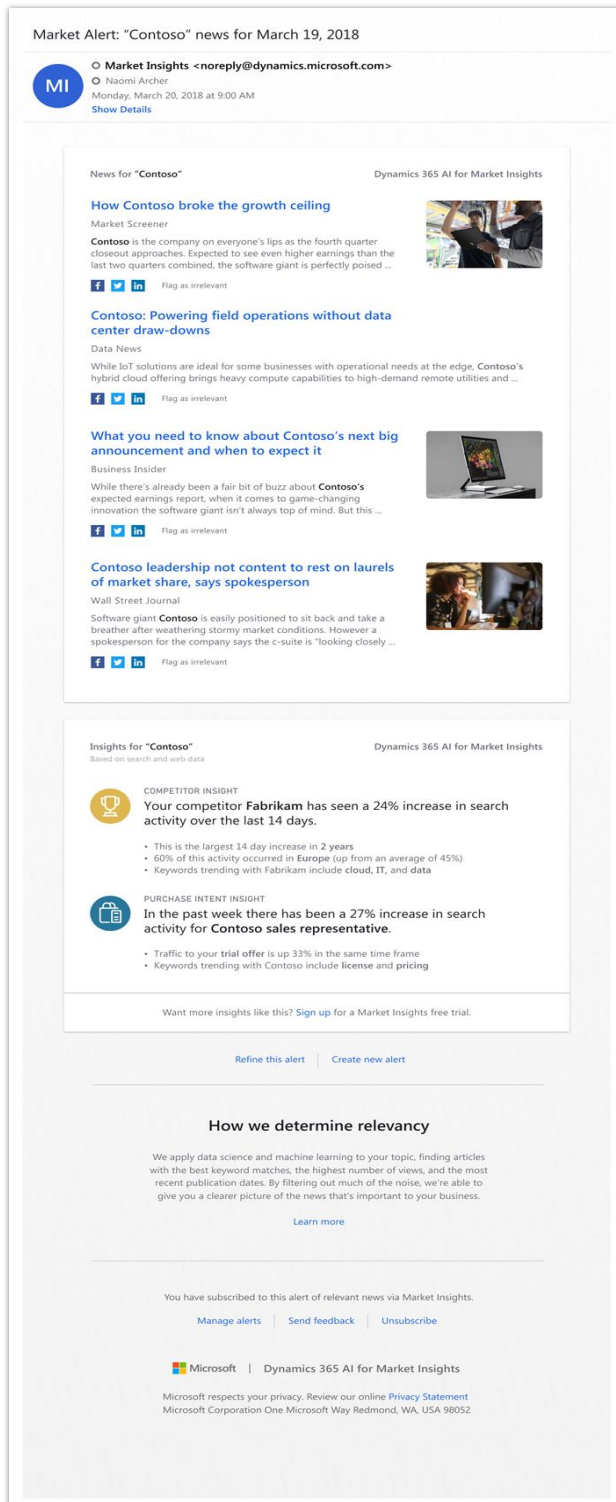 Market Alert: “Contoso” news for March 19, 2018
MI
Market Insights <noreply@dynamics.microsoft.com>
Naomi Archer
Monday, March 20, 2018 at 9:00 AM
Show Details
News for “Contoso”
Dynamics 365 AI for Market Insights
How Contoso broke the growth ceiling
Market Screener
Contoso is the company on everyone’s lips as the fourth quarter
closeout approaches. Expected to see even higher earnings than the
last two quarters combined, the software giant is perfectly poised ...
f in Flag as irrelevant
Contoso: Powering field operations without data
center draw-downs
Data News
While IoT solutions are ideal for some businesses with operational needs at the edge, Contoso’s
hybrid cloud offering brings heavy compute capabilities to high-demand remote utilities and ...
f in Flag as irrelevant
What you need to know about Contoso’s next big
announcement and when to expect it
Business Insider
While there’s already been a fair bit of buzz about Contoso’s
expected earnings report, when it comes to game-changing
innovation the software giant isn’t always top of mind. But this ...
f in Flag as irrelevant
Contoso leadership not content to rest on laurels
of market share, says spokesperson
Wall Street Journal
Software giant Contoso is easily positioned to sit back and take a
breather after weathering stormy market conditions. However a
spokesperson for the company says the c-suite is “looking closely ...
f in Flag as irrelevant
Insights for “Contoso”
Dynamics 365 AI for Market Insights
Based on search and web data
COMPETITOR INSIGHT
Your competitor Fabrikam has seen a 24% increase in search
activity over the last 14 days.
• This is the largest 14 day increase in 2 years
• 60% of this activity occurred in Europe (up from an average of 45%)
• Keywords trending with Fabrikam include cloud, IT, and data
PURCHASE INTENT INSIGHT
In the past week there has been a 27% increase in search
activity for Contoso sales representative.
• Traffic to your trial offer is up 33% in the same time frame
• Keywords trending with Contoso include license and pricing
Want more insights like this? Sign up for a Market Insights free trial.
Refine this alert | Create new alert
How we determine relevancy
We apply data science and machine learning to your topic, finding articles
with the best keyword matches, the highest number of views, and the most
recent publication dates. By filtering out much of the noise, we’re able to
give you a clearer picture of the news that’s important to your business.
Learn more
You have subscribed to this alert of relevant news via Market Insights.
Manage alerts | Send feedback | Unsubscribe
Microsoft | Dynamics 365 AI for Market Insights
Microsoft respects your privacy. Review our online Privacy Statement
Microsoft Corporation One Microsoft Way Redmond, WA, USA 98052